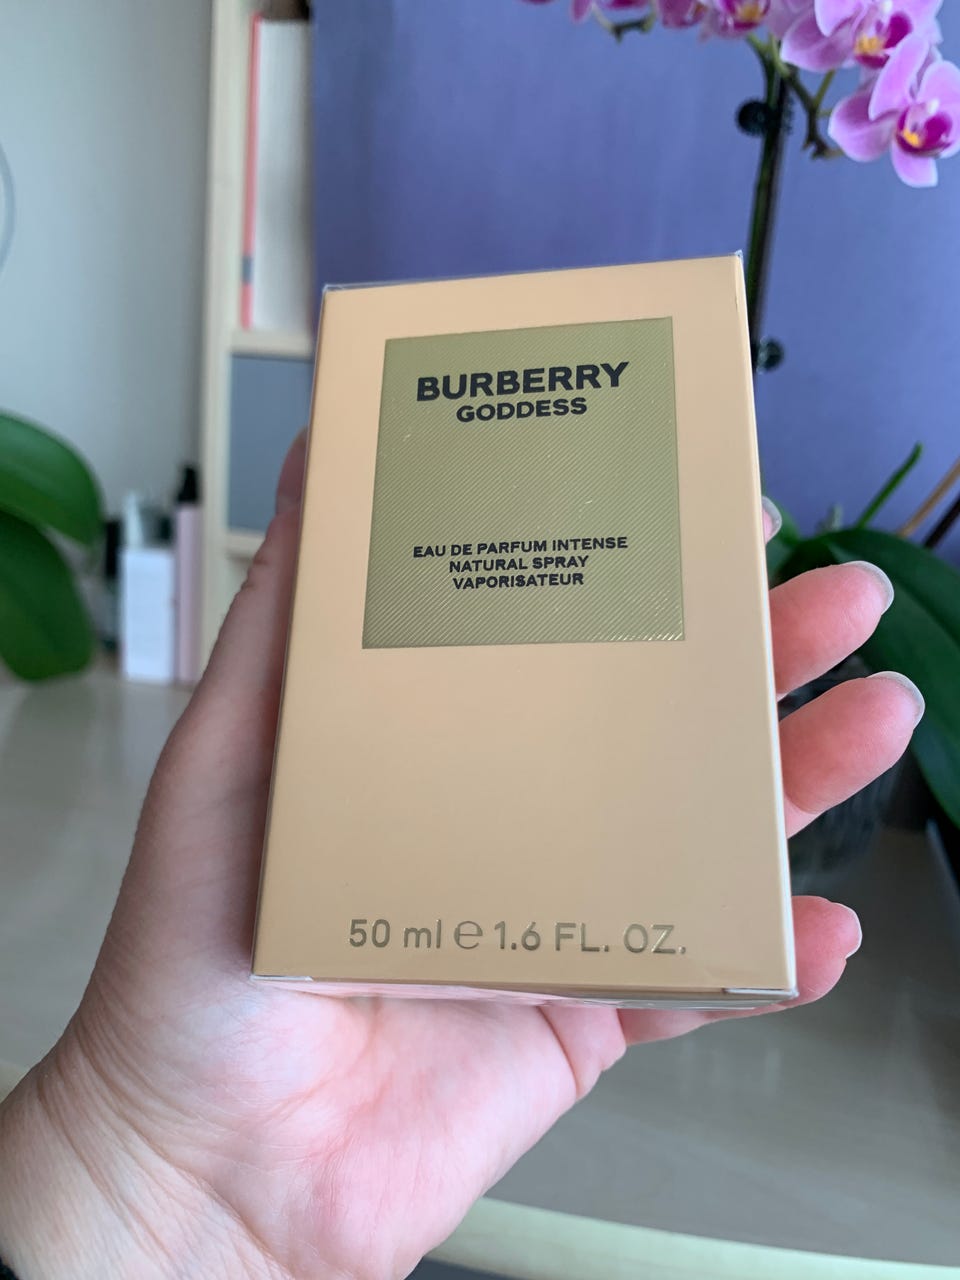 BURBERRY
GODDESS
EAU DE PARFUM INTENSE
NATURAL SPRAY
VAPORISATEUR
50 ml ℮ 1.6 FL. OZ.